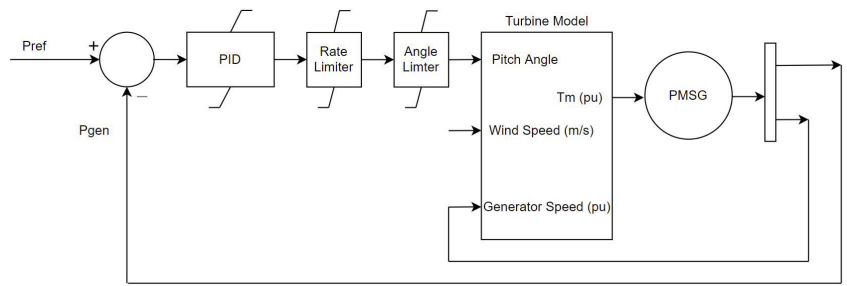 Turbine Model
Pref
+
PID
Rate
Limiter
Angle
Limter
Pitch Angle
Tm (pu)
PMSG
_
Pgen
Wind Speed (m/s)
Generator Speed (pu)